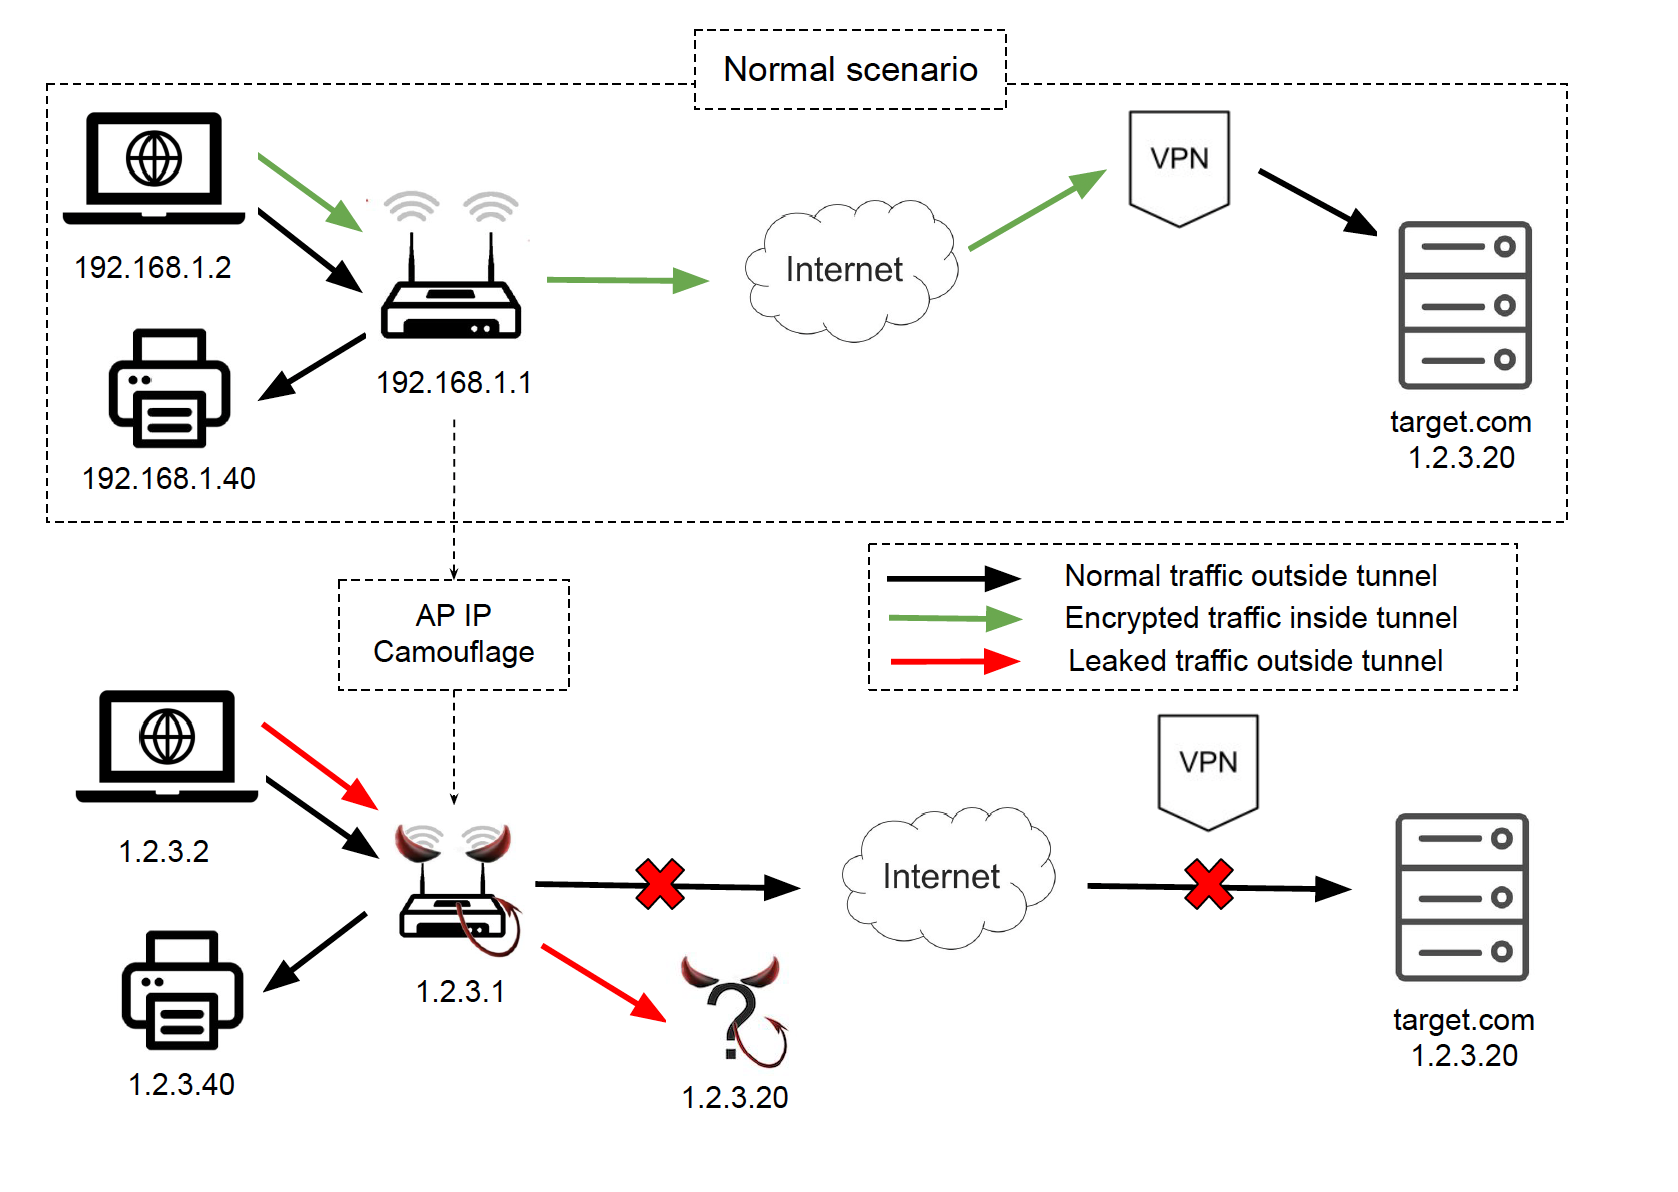 Normal scenario
VPN
192.168.1.2
Internet
192.168.1.1
192.168.1.40
target.com
1.2.3.20
Normal traffic outside tunnel
Encrypted traffic inside tunnel
Leaked traffic outside tunnel
AP IP
Camouflage
VPN
1.2.3.2
Internet
1.2.3.1
?
1.2.3.40
1.2.3.20
target.com
1.2.3.20